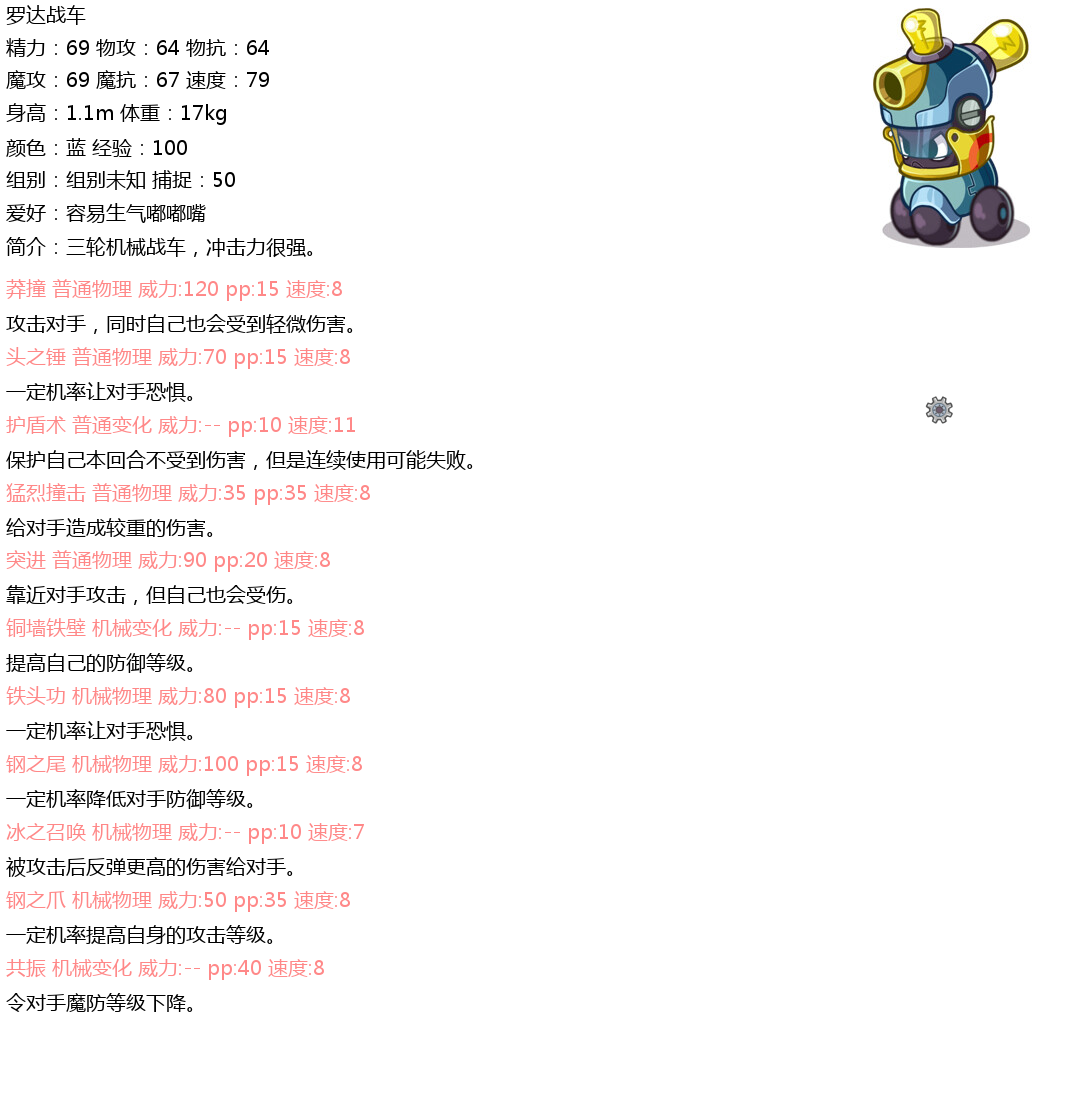 罗达战车
精力：69 物攻：64 物抗：64
魔攻：69 魔抗：67 速度：79
身高：1.1m 体重：17kg
颜色：蓝 经验：100
组别：组别未知 捕捉：50
爱好：容易生气嘟嘟嘴
简介：三轮机械战车，冲击力很强。
莽撞 普通物理 威力:120 pp:15 速度:8
攻击对手，同时自己也会受到轻微伤害。
头之锤 普通物理 威力:70 pp:15 速度:8
一定机率让对手恐惧。
护盾术 普通变化 威力:-- pp:10 速度:11
保护自己本回合不受到伤害，但是连续使用可能失败。
猛烈撞击 普通物理 威力:35 pp:35 速度:8
给对手造成较重的伤害。
突进 普通物理 威力:90 pp:20 速度:8
靠近对手攻击，但自己也会受伤。
铜墙铁壁 机械变化 威力:-- pp:15 速度:8
提高自己的防御等级。
铁头功 机械物理 威力:80 pp:15 速度:8
一定机率让对手恐惧。
钢之尾 机械物理 威力:100 pp:15 速度:8
一定机率降低对手防御等级。
冰之召唤 机械物理 威力:-- pp:10 速度:7
被攻击后反弹更高的伤害给对手。
钢之爪 机械物理 威力:50 pp:35 速度:8
一定机率提高自身的攻击等级。
共振 机械变化 威力:-- pp:40 速度:8
令对手魔防等级下降。